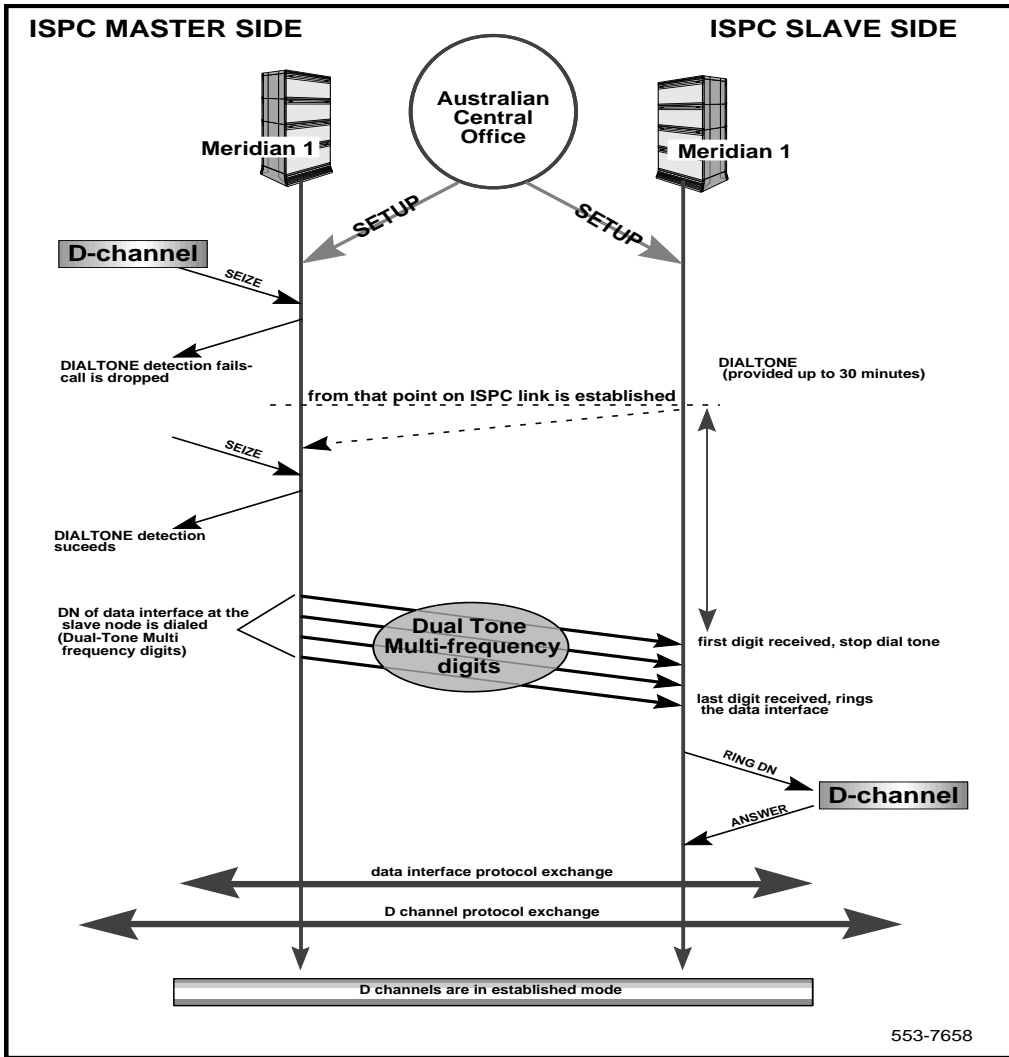 ISPC MASTER SIDE
ISPC SLAVE SIDE
Australian
Central
Office
Meridian 1
Meridian 1
SETUP
SETUP
D-channel
SEIZE
DIALTONE detection fails-
call is dropped
DIALTONE
(provided up to 30 minutes)
from that point on ISPC link is established
SEIZE
DIALTONE detection
suceeds
DN of data interface at the
slave node is dialed
(Dual-Tone Multi
frequency digits)
Dual Tone
Multi-frequency
digits
first digit received, stop dial tone
last digit received, rings
the data interface
RING DN
D-channel
ANSWER
data interface protocol exchange
D channel protocol exchange
D channels are in established mode
553-7658